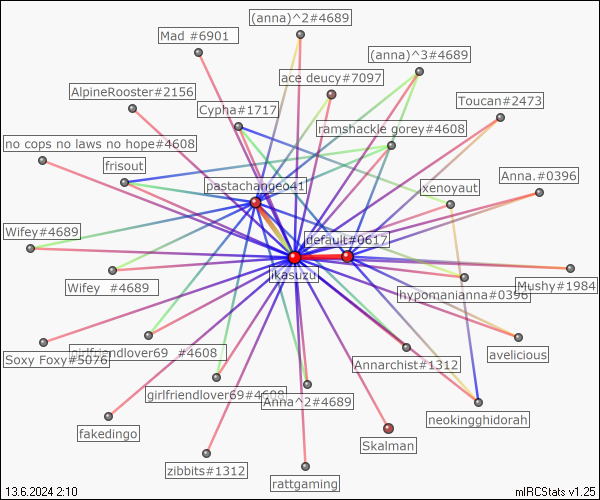 (anna)^2#4689
Mad #6901
(anna)^3#4689
ace deucy#7097
AlpineRooster#2156
Toucan#2473
Cypha#1717
ramshackle gorey#4608
no cops no laws no hope#4608
frisout
Anna.#0396
pastachangeo41
xenoyaut
Wifey#4689
default#0617
ikasuzu
Wifey #4689
hypomanianna#0396
Mushy#1984
girlfriendlover69 #4608
avelicious
Soxy Foxy#5076
Annarchist#1312
girlfriendlover69#4608
Anna^2#4689
neokingghidorah
fakedingo
Skalman
zibbits#1312
rattgaming
13.6.2024 2:10
mIRCStats v1.25